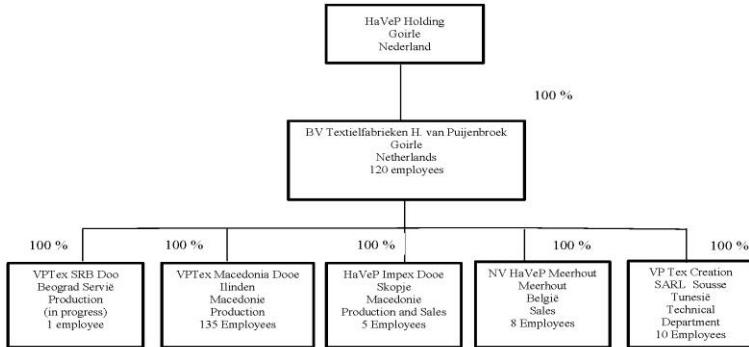 HaVeP Holding
Goirle
Nederland
100 %
BV Textielfabrieken H. van Puijenbroek
Goirle
Netherlands
120 employees
100 %
100 %
100 %
100 %
100 %
VPTex SRB Doo
Beograd Servië
Production
(in progress)
1 employee
VPTex Macedonia Dooe
Ilinden
Macedonie
Production
135 Employees
HaVeP Impex Dooe
Skopje
Macedonie
Production and Sales
5 Employees
NV HaVeP Meerhout
Meerhout
België
Sales
8 Employees
VP Tex Creation
SARL Sousse
Tunesië
Technical
Department
10 Employees